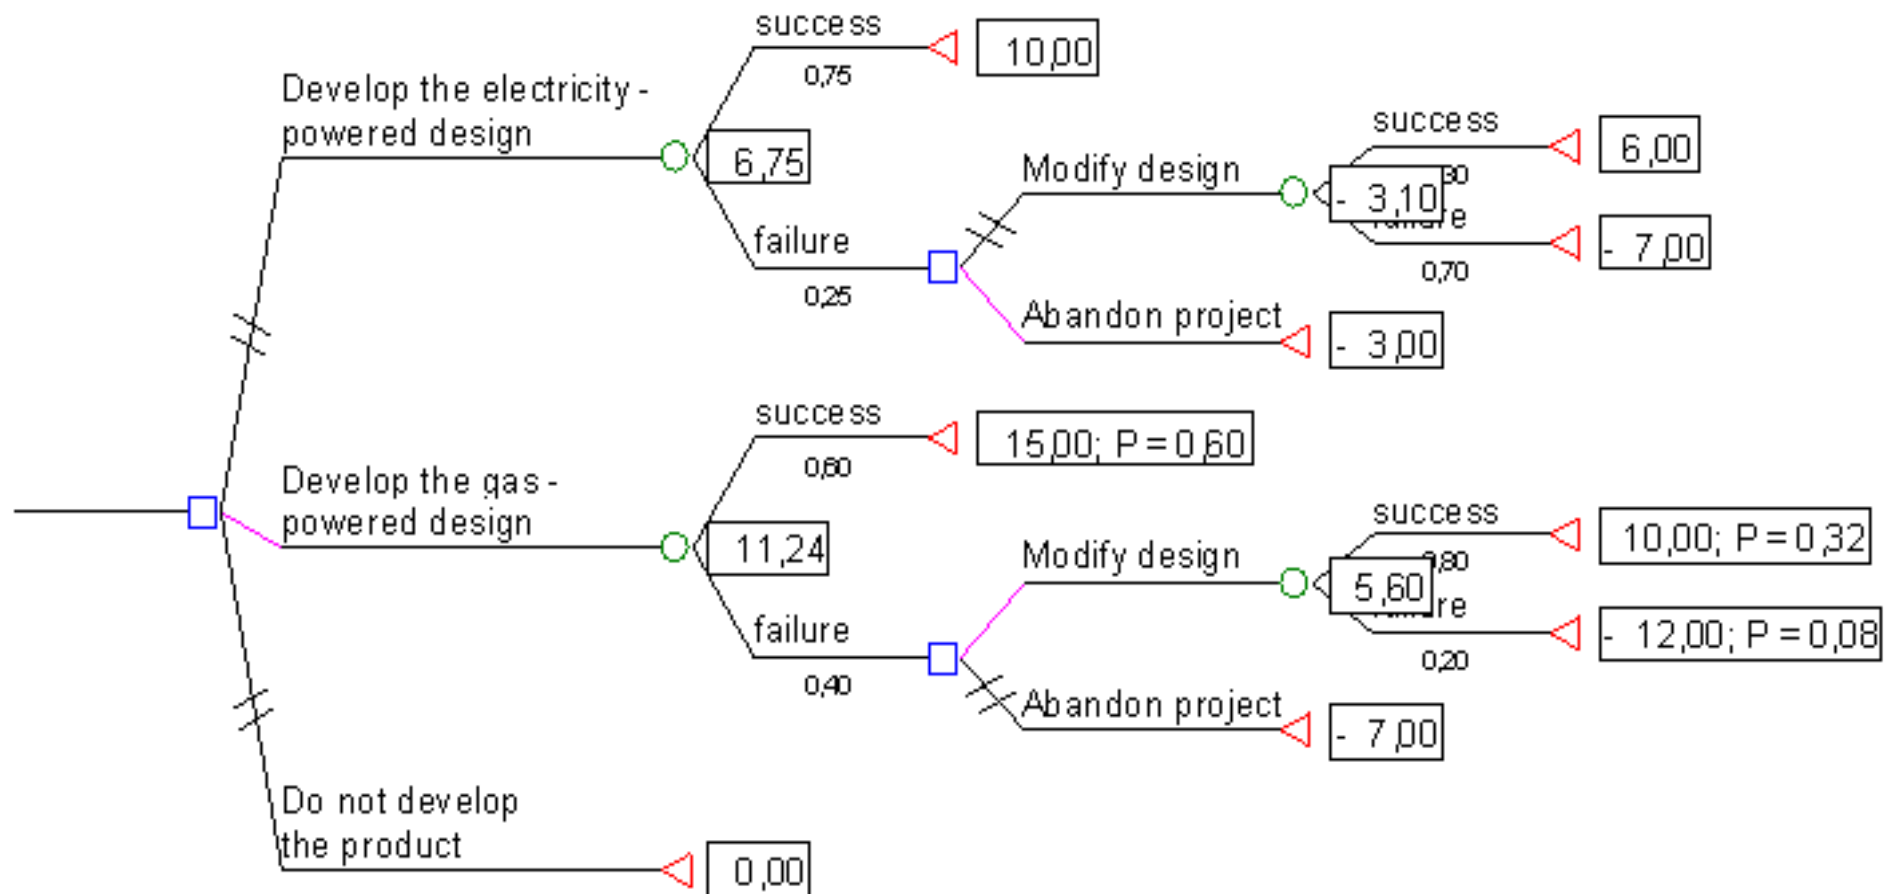 success
10,00
0,75
Develop the electricity -
powered design
6,75
success
6,00
Modify design
- 3,10
failure
- 7,00
0,70
failure
0,25
Abandon project
- 3,00
success
15,00; P = 0,60
0,60
Develop the gas -
powered design
11,24
success
10,00; P = 0,32
Modify design
5,60
- 12,00; P = 0,08
0,20
failure
0,40
Abandon project
- 7,00
Do not develop
the product
0,00